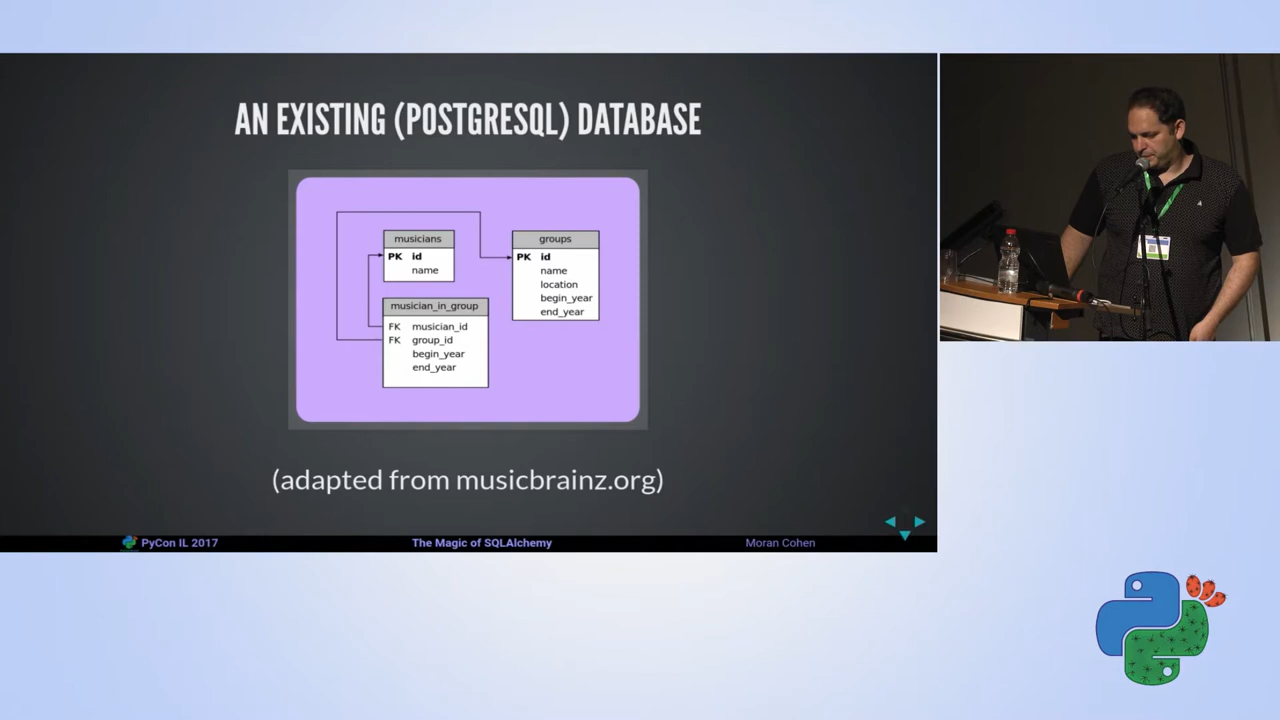 AN EXISTING (POSTGRESQL) DATABASE
musicians
PK id
name
groups
PK id
name
location
begin_year
end_year
musician_in_group
FK musician_id
FK group_id
begin_year
end_year
(adapted from musicbrainz.org)
PyCon IL 2017
The Magic of SQLAlchemy
Moran Cohen